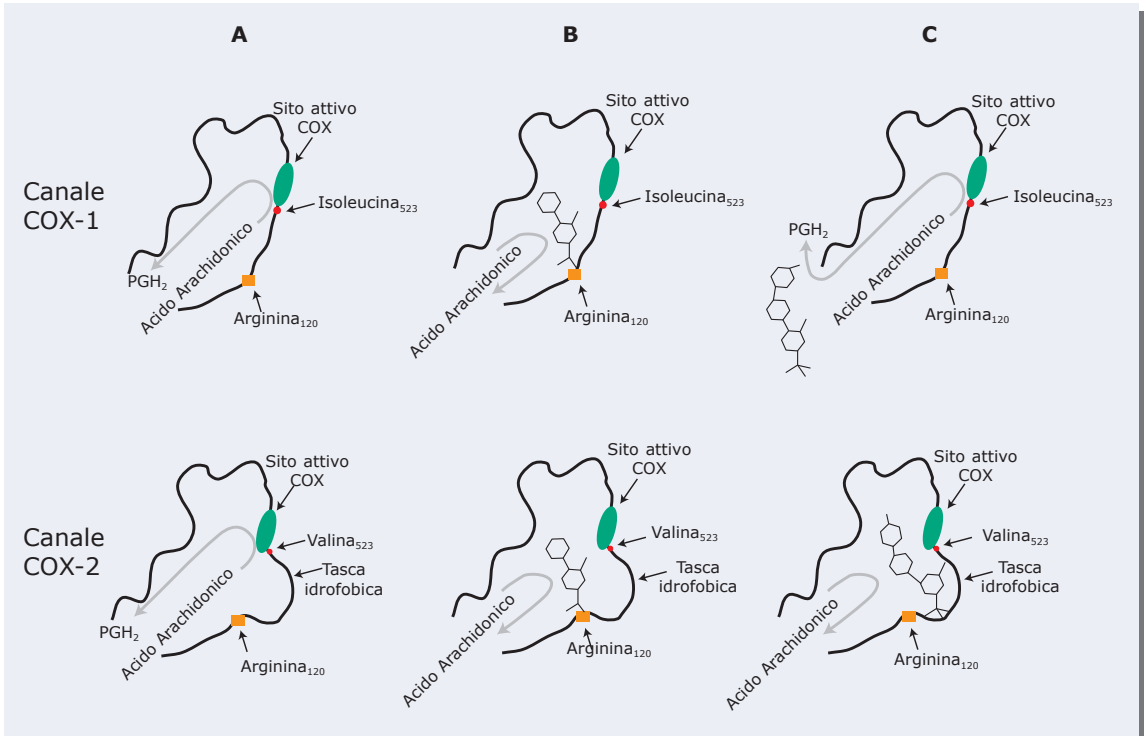 A
B
C
Canale
COX-1
Sito attivo
COX
Isoleucina₅₂₃
PGH₂
Acido Arachidonico
Arginina₁₂₀
Sito attivo
COX
Isoleucina₅₂₃
Acido Arachidonico
Arginina₁₂₀
Sito attivo
COX
Isoleucina₅₂₃
PGH₂
Acido Arachidonico
Arginina₁₂₀
Canale
COX-2
Sito attivo
COX
Valina₅₂₃
Tasca
idrofobica
PGH₂
Acido Arachidonico
Arginina₁₂₀
Sito attivo
COX
Valina₅₂₃
Tasca
idrofobica
Acido Arachidonico
Arginina₁₂₀
Sito attivo
COX
Valina₅₂₃
Tasca
idrofobica
Acido Arachidonico
Arginina₁₂₀